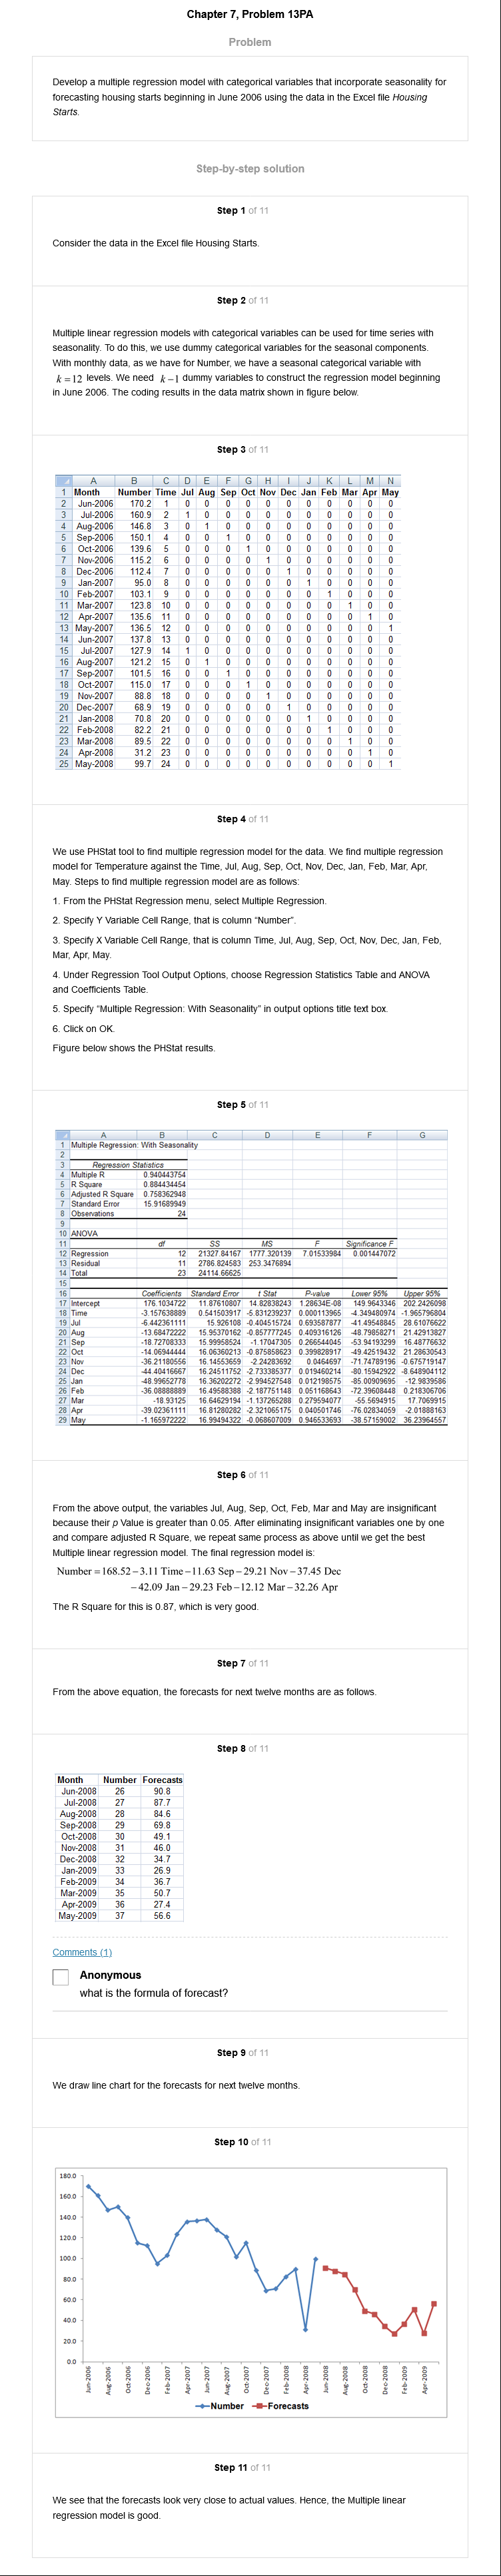 Chapter 7, Problem 13PA
Problem
Develop a multiple regression model with categorical variables that incorporate seasonality for
forecasting housing starts beginning in June 2006 using the data in the Excel file Housing
Starts.
Step-by-step solution
Step 1 of 11
Consider the data in the Excel file Housing Starts.
Step 2 of 11
Multiple linear regression models with categorical variables can be used for time series with
seasonality. To do this, we use dummy categorical variables for the seasonal components.
With monthly data, as we have for Number, we have a seasonal categorical variable with
k = 12 levels. We need k – 1 dummy variables to construct the regression model beginning
in June 2006. The coding results in the data matrix shown in figure below.
Step 3 of 11
A B C D E F G H I J K L M N
1 Month Number Time Jul Aug Sep Oct Nov Dec Jan Feb Mar Apr May
2 Jun-2006 170.2 1 0 0 0 0 0 0 0 0 0 0 0
3 Jul-2006 160.9 2 1 0 0 0 0 0 0 0 0 0 0
4 Aug-2006 146.8 3 0 1 0 0 0 0 0 0 0 0 0
5 Sep-2006 150.1 4 0 0 1 0 0 0 0 0 0 0 0
6 Oct-2006 139.6 5 0 0 0 1 0 0 0 0 0 0 0
7 Nov-2006 115.2 6 0 0 0 0 1 0 0 0 0 0 0
8 Dec-2006 112.4 7 0 0 0 0 0 1 0 0 0 0 0
9 Jan-2007 95.0 8 0 0 0 0 0 0 1 0 0 0 0
10 Feb-2007 103.1 9 0 0 0 0 0 0 0 1 0 0 0
11 Mar-2007 123.8 10 0 0 0 0 0 0 0 0 1 0 0
12 Apr-2007 135.6 11 0 0 0 0 0 0 0 0 0 1 0
13 May-2007 136.5 12 0 0 0 0 0 0 0 0 0 0 1
14 Jun-2007 137.8 13 0 0 0 0 0 0 0 0 0 0 0
15 Jul-2007 127.9 14 1 0 0 0 0 0 0 0 0 0 0
16 Aug-2007 121.2 15 0 1 0 0 0 0 0 0 0 0 0
17 Sep-2007 101.5 16 0 0 1 0 0 0 0 0 0 0 0
18 Oct-2007 115.0 17 0 0 0 1 0 0 0 0 0 0 0
19 Nov-2007 88.8 18 0 0 0 0 1 0 0 0 0 0 0
20 Dec-2007 68.9 19 0 0 0 0 0 1 0 0 0 0 0
21 Jan-2008 70.8 20 0 0 0 0 0 0 1 0 0 0 0
22 Feb-2008 82.2 21 0 0 0 0 0 0 0 1 0 0 0
23 Mar-2008 89.5 22 0 0 0 0 0 0 0 0 1 0 0
24 Apr-2008 31.2 23 0 0 0 0 0 0 0 0 0 1 0
25 May-2008 99.7 24 0 0 0 0 0 0 0 0 0 0 1
Step 4 of 11
We use PHStat tool to find multiple regression model for the data. We find multiple regression
model for Temperature against the Time, Jul, Aug, Sep, Oct, Nov, Dec, Jan, Feb, Mar, Apr,
May. Steps to find multiple regression model are as follows:
1. From the PHStat Regression menu, select Multiple Regression.
2. Specify Y Variable Cell Range, that is column “Number”.
3. Specify X Variable Cell Range, that is column Time, Jul, Aug, Sep, Oct, Nov, Dec, Jan, Feb,
Mar, Apr, May.
4. Under Regression Tool Output Options, choose Regression Statistics Table and ANOVA
and Coefficients Table.
5. Specify “Multiple Regression: With Seasonality” in output options title text box.
6. Click on OK.
Figure below shows the PHStat results.
Step 5 of 11
A B C D E F G
1 Multiple Regression: With Seasonality
2
3 Regression Statistics
4 Multiple R 0.940443754
5 R Square 0.884434454
6 Adjusted R Square 0.758362948
7 Standard Error 15.91689949
8 Observations 24
9
10 ANOVA
11 df SS MS F Significance F
12 Regression 12 21327.84167 1777.320139 7.01533984 0.001447072
13 Residual 11 2786.824583 253.3476894
14 Total 23 24114.66625
15
16 Coefficients Standard Error t Stat P-value Lower 95% Upper 95%
17 Intercept 176.1034722 11.87610807 14.82838243 1.28634E-08 149.9643346 202.2426098
18 Time -3.157638889 0.541503917 -5.831239237 0.000113965 -4.349480974 -1.965796804
19 Jul -6.442361111 15.926108 -0.404515724 0.693587877 -41.49548845 28.61076622
20 Aug -13.68472222 15.95370162 -0.857777245 0.409316126 -48.79858271 21.42913827
21 Sep -18.72708333 15.99958524 -1.17047305 0.266544045 -53.94193299 16.48776632
22 Oct -14.06944444 16.06360213 -0.875858623 0.399828917 -49.42519432 21.28630543
23 Nov -36.21180556 16.14553659 -2.24283692 0.0464697 -71.74789196 -0.675719147
24 Dec -44.40416667 16.24511752 -2.733385377 0.019460214 -80.15942922 -8.648904112
25 Jan -48.99652778 16.36202272 -2.994527548 0.012198575 -85.00909695 -12.9839586
26 Feb -36.08888889 16.49588388 -2.187751148 0.051168643 -72.39608448 0.218306706
27 Mar -18.93125 16.64629194 -1.137265288 0.279594077 -55.5694915 17.7069915
28 Apr -39.02361111 16.81280282 -2.321065175 0.040501746 -76.02834059 -2.01888163
29 May -1.165972222 16.99494322 -0.068607009 0.946533693 -38.57159002 36.23964557
Step 6 of 11
From the above output, the variables Jul, Aug, Sep, Oct, Feb, Mar and May are insignificant
because their p Value is greater than 0.05. After eliminating insignificant variables one by one
and compare adjusted R Square, we repeat same process as above until we get the best
Multiple linear regression model. The final regression model is:
Number = 168.52 – 3.11 Time – 11.63 Sep – 29.21 Nov – 37.45 Dec
– 42.09 Jan – 29.23 Feb – 12.12 Mar – 32.26 Apr
The R Square for this is 0.87, which is very good.
Step 7 of 11
From the above equation, the forecasts for next twelve months are as follows.
Step 8 of 11
Month Number Forecasts
Jun-2008 26 90.8
Jul-2008 27 87.7
Aug-2008 28 84.6
Sep-2008 29 69.8
Oct-2008 30 49.1
Nov-2008 31 46.0
Dec-2008 32 34.7
Jan-2009 33 26.9
Feb-2009 34 36.7
Mar-2009 35 50.7
Apr-2009 36 27.4
May-2009 37 56.6
Comments (1)
Anonymous
what is the formula of forecast?
Step 9 of 11
We draw line chart for the forecasts for next twelve months.
Step 10 of 11
180.0
160.0
140.0
120.0
100.0
80.0
60.0
40.0
20.0
0.0
Jun-2006
Aug-2006
Oct-2006
Dec-2006
Feb-2007
Apr-2007
Jun-2007
Aug-2007
Oct-2007
Dec-2007
Feb-2008
Apr-2008
Jun-2008
Aug-2008
Oct-2008
Dec-2008
Feb-2009
Apr-2009
Number Forecasts
Step 11 of 11
We see that the forecasts look very close to actual values. Hence, the Multiple linear
regression model is good.